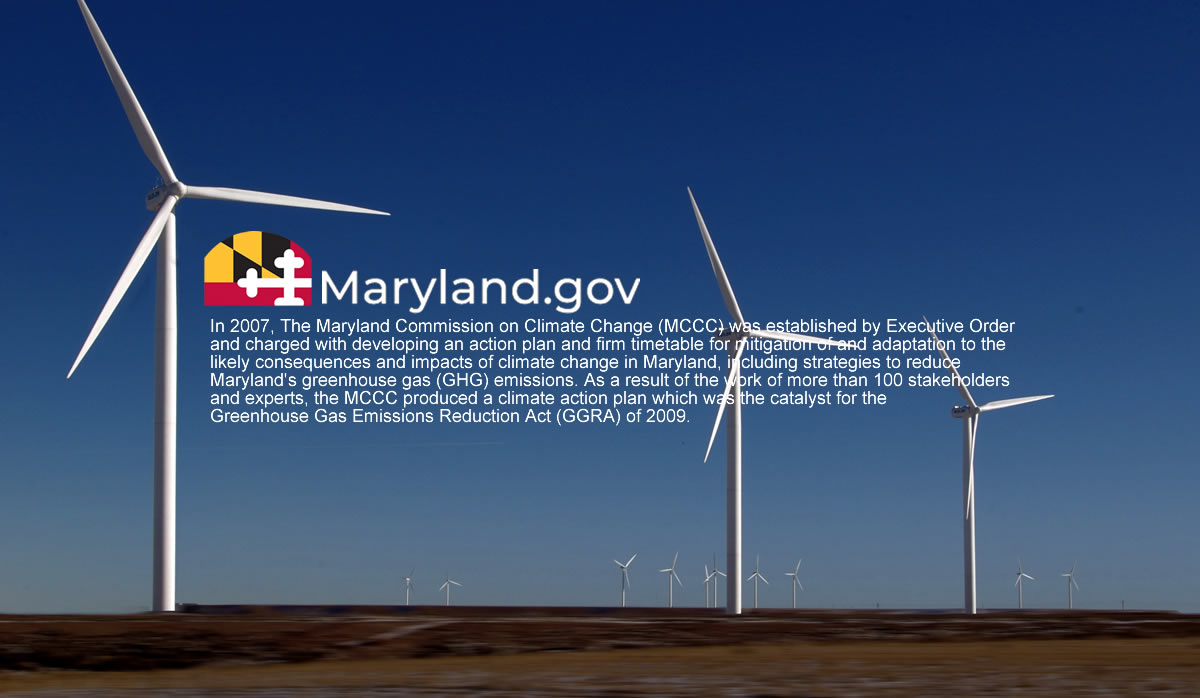 Maryland.gov
In 2007, The Maryland Commission on Climate Change (MCCC) was established by Executive Order
and charged with developing an action plan and firm timetable for mitigation of and adaptation to the
likely consequences and impacts of climate change in Maryland, including strategies to reduce
Maryland's greenhouse gas (GHG) emissions. As a result of the work of more than 100 stakeholders
and experts, the MCCC produced a climate action plan which was the catalyst for the
Greenhouse Gas Emissions Reduction Act (GGRA) of 2009.